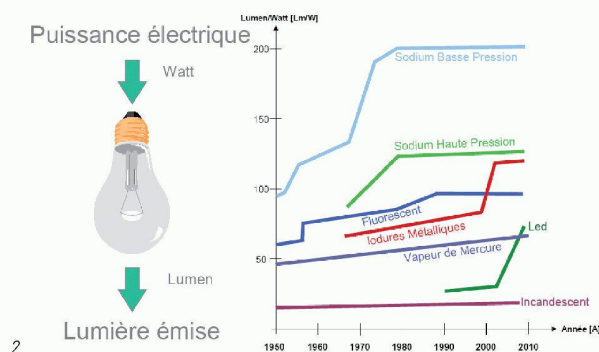 Puissance électrique
Watt
Lumen
Lumière émise
2
Lumen/Watt [Lm/W]
200
150
100
50
Sodium Basse Pression
Sodium Haute Pression
Fluorescent
Iodures Métalliques
Vapeur de Mercure
Led
Incandescent
1950 1960 1970 1980 1990 2000 2010
Année [A]